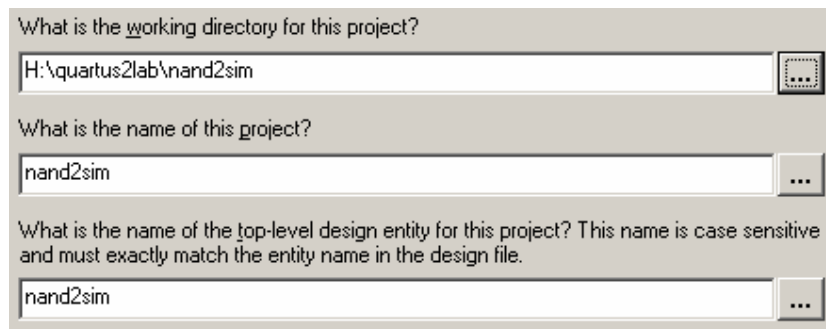 What is the working directory for this project?
H:\quartus2lab\nand2sim
...
What is the name of this project?
nand2sim
...
What is the name of the top-level design entity for this project? This name is case sensitive
and must exactly match the entity name in the design file.
nand2sim
...